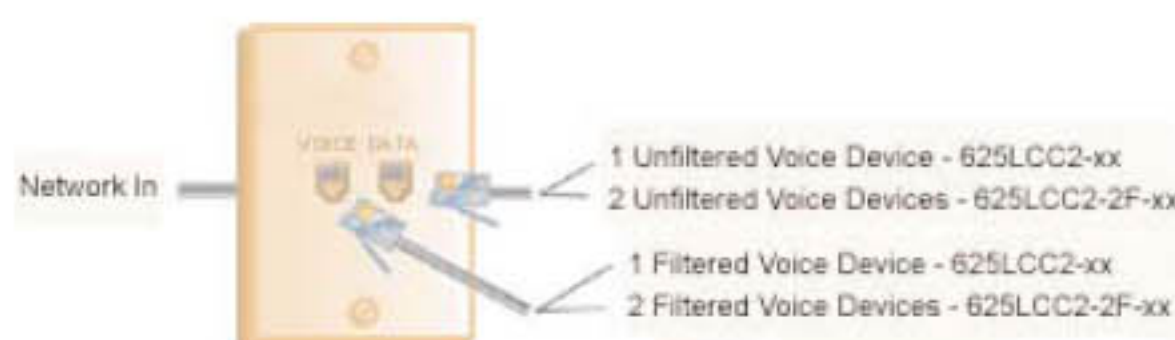 VOICE DATA
Network In
1 Unfiltered Voice Device - 625LCC2-xx
2 Unfiltered Voice Devices - 625LCC2-2F-xx
1 Filtered Voice Device - 625LCC2-xx
2 Filtered Voice Devices - 625LCC2-2F-xx